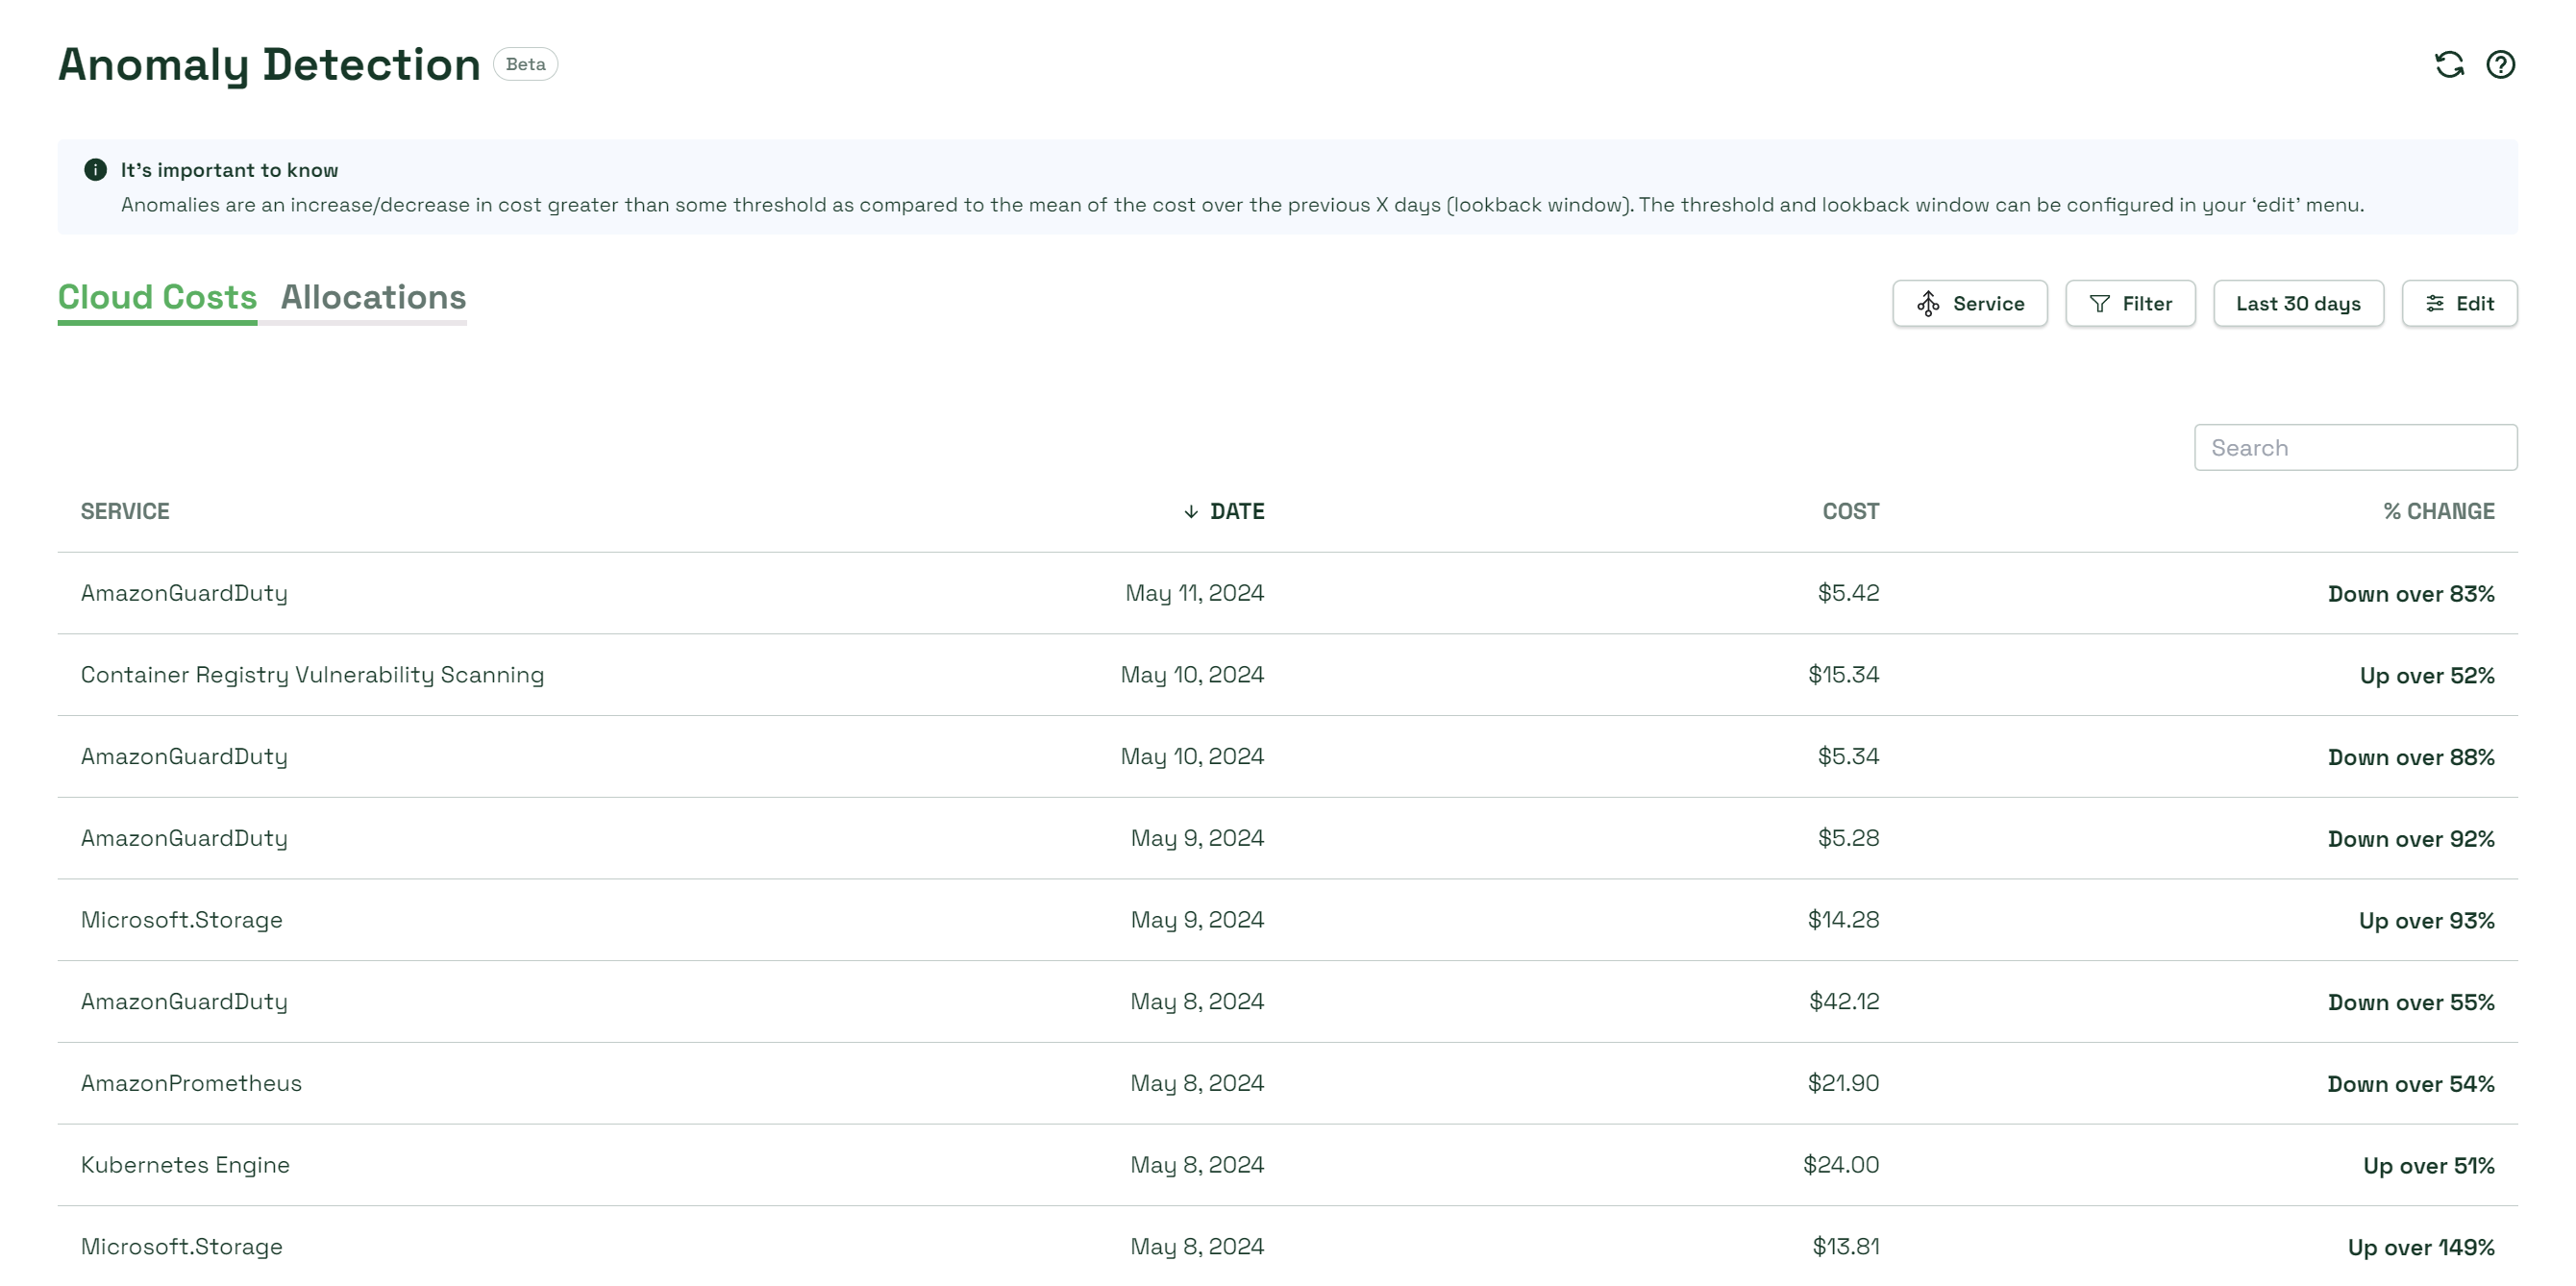 Anomaly Detection Beta
It's important to know
Anomalies are an increase/decrease in cost greater than some threshold as compared to the mean of the cost over the previous X days (lookback window). The threshold and lookback window can be configured in your ‘edit’ menu.
Cloud Costs Allocations Service Filter Last 30 days Edit
Search
SERVICE ↓ DATE COST % CHANGE
AmazonGuardDuty May 11, 2024 $5.42 Down over 83%
Container Registry Vulnerability Scanning May 10, 2024 $15.34 Up over 52%
AmazonGuardDuty May 10, 2024 $5.34 Down over 88%
AmazonGuardDuty May 9, 2024 $5.28 Down over 92%
Microsoft.Storage May 9, 2024 $14.28 Up over 93%
AmazonGuardDuty May 8, 2024 $42.12 Down over 55%
AmazonPrometheus May 8, 2024 $21.90 Down over 54%
Kubernetes Engine May 8, 2024 $24.00 Up over 51%
Microsoft.Storage May 8, 2024 $13.81 Up over 149%